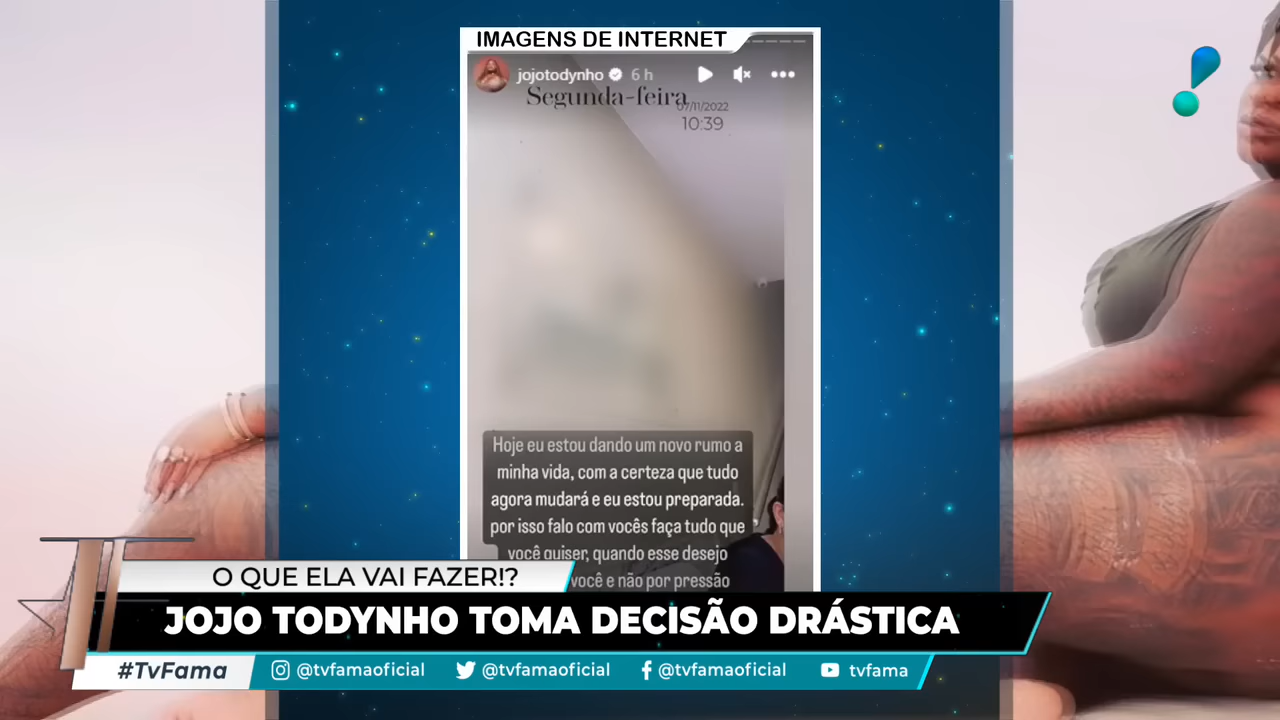 IMAGENS DE INTERNET
jojotodynho 6 h
Segunda-feira
07/11/2022
10:39
Hoje eu estou dando um novo rumo a
minha vida, com a certeza que tudo
agora mudará e eu estou preparada.
por isso falo com vocês faça tudo que
você quiser, quando esse desejo
você e não por pressão
O QUE ELA VAI FAZER!?
JOJO TODYNHO TOMA DECISÃO DRÁSTICA
#TvFama @tvfamaoficial @tvfamaoficial @tvfamaoficial tvfama